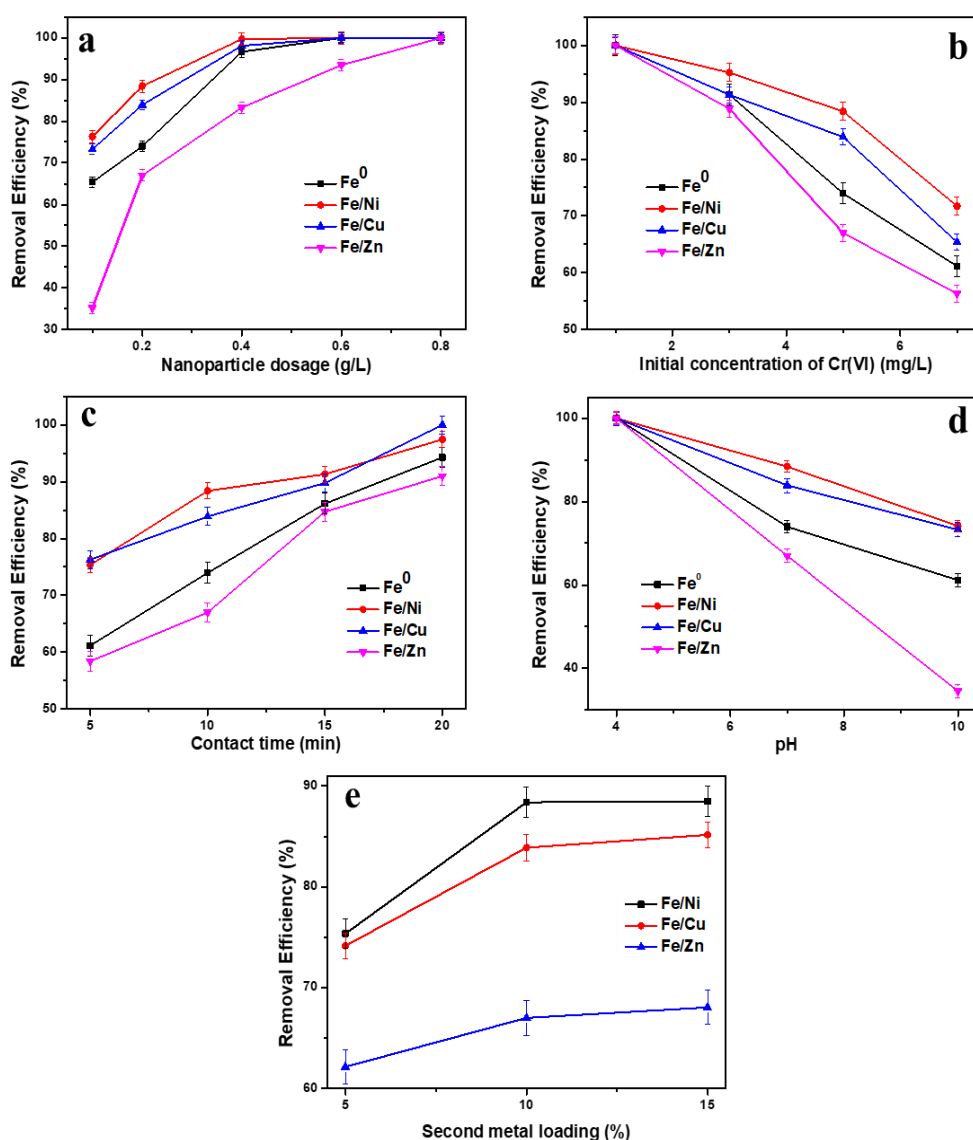 a
Removal Efficiency (%)
100
90
80
70
60
50
40
30
Fe⁰
Fe/Ni
Fe/Cu
Fe/Zn
0.2 0.4 0.6 0.8
Nanoparticle dosage (g/L)
b
Removal Efficiency (%)
100
90
80
70
60
50
Fe⁰
Fe/Ni
Fe/Cu
Fe/Zn
2 4 6
Initial concentration of Cr(VI) (mg/L)
c
Removal Efficiency (%)
100
90
80
70
60
50
Fe⁰
Fe/Ni
Fe/Cu
Fe/Zn
5 10 15 20
Contact time (min)
d
Removal Efficiency (%)
100
80
60
40
Fe⁰
Fe/Ni
Fe/Cu
Fe/Zn
4 6 8 10
pH
e
Removal Efficiency (%)
90
80
70
60
Fe/Ni
Fe/Cu
Fe/Zn
5 10 15
Second metal loading (%)